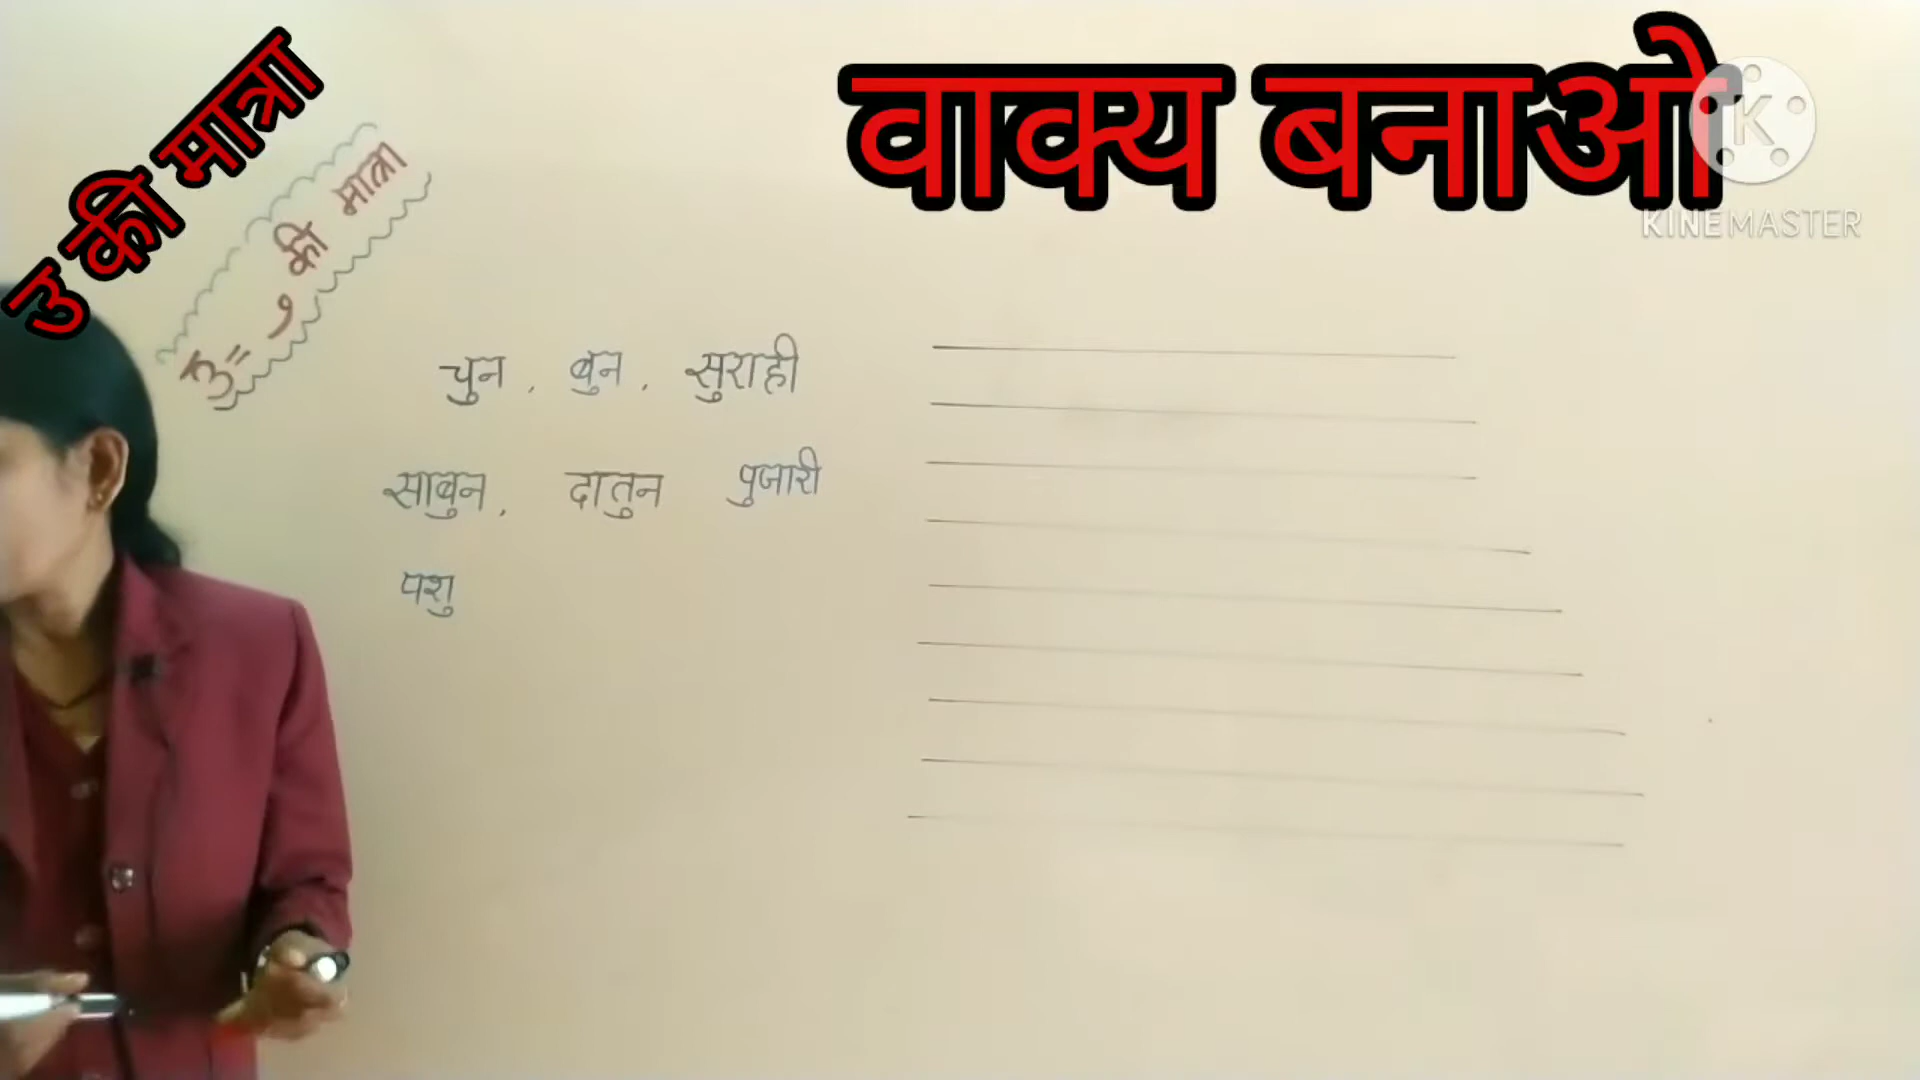 उ की मात्रा
वाक्य बनाओ
KINEMASTER
उ = ु की मात्रा
चुन , बुन , सुराही
साबुन , दातुन पुजारी
पशु